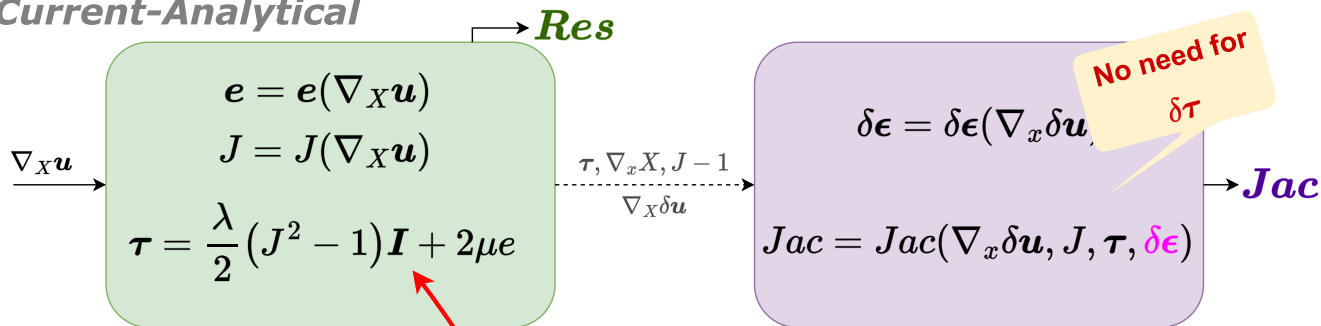 Current-Analytical
Res
e = e(∇_X u)
J = J(∇_X u)
τ = λ/2 (J² − 1)I + 2μe
∇_X u
τ, ∇_x X, J − 1
∇_X δu
No need for
δτ
δϵ = δϵ(∇_x δu
Jac = Jac(∇_x δu, J, τ, δϵ)
Jac